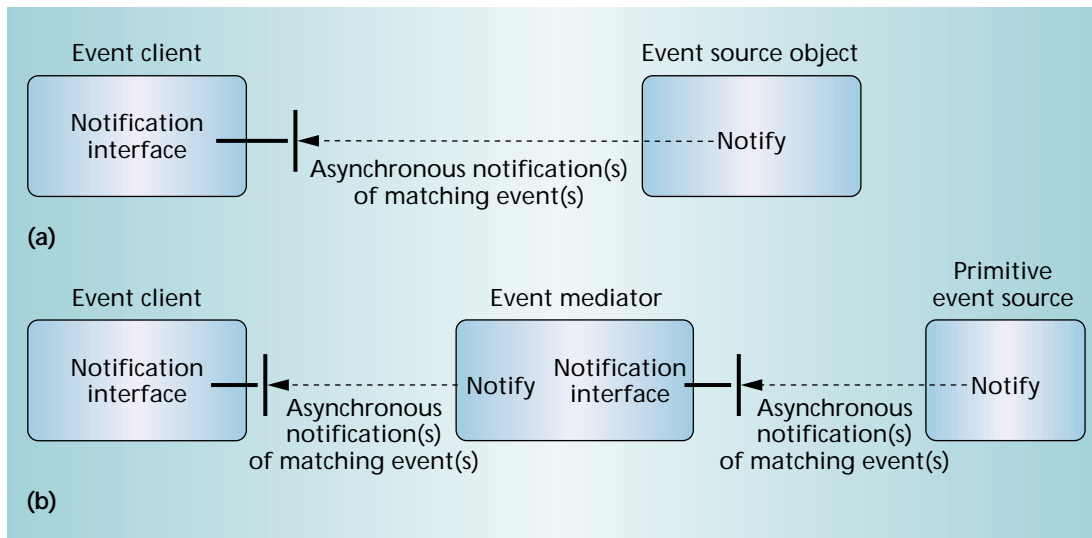 Event client
Event source object
Notification
interface
Notify
Asynchronous notification(s)
of matching event(s)
(a)
Event client
Event mediator
Primitive
event source
Notification
interface
Notify
Notification
interface
Notify
Asynchronous
notification(s)
of matching event(s)
Asynchronous
notification(s)
of matching event(s)
(b)